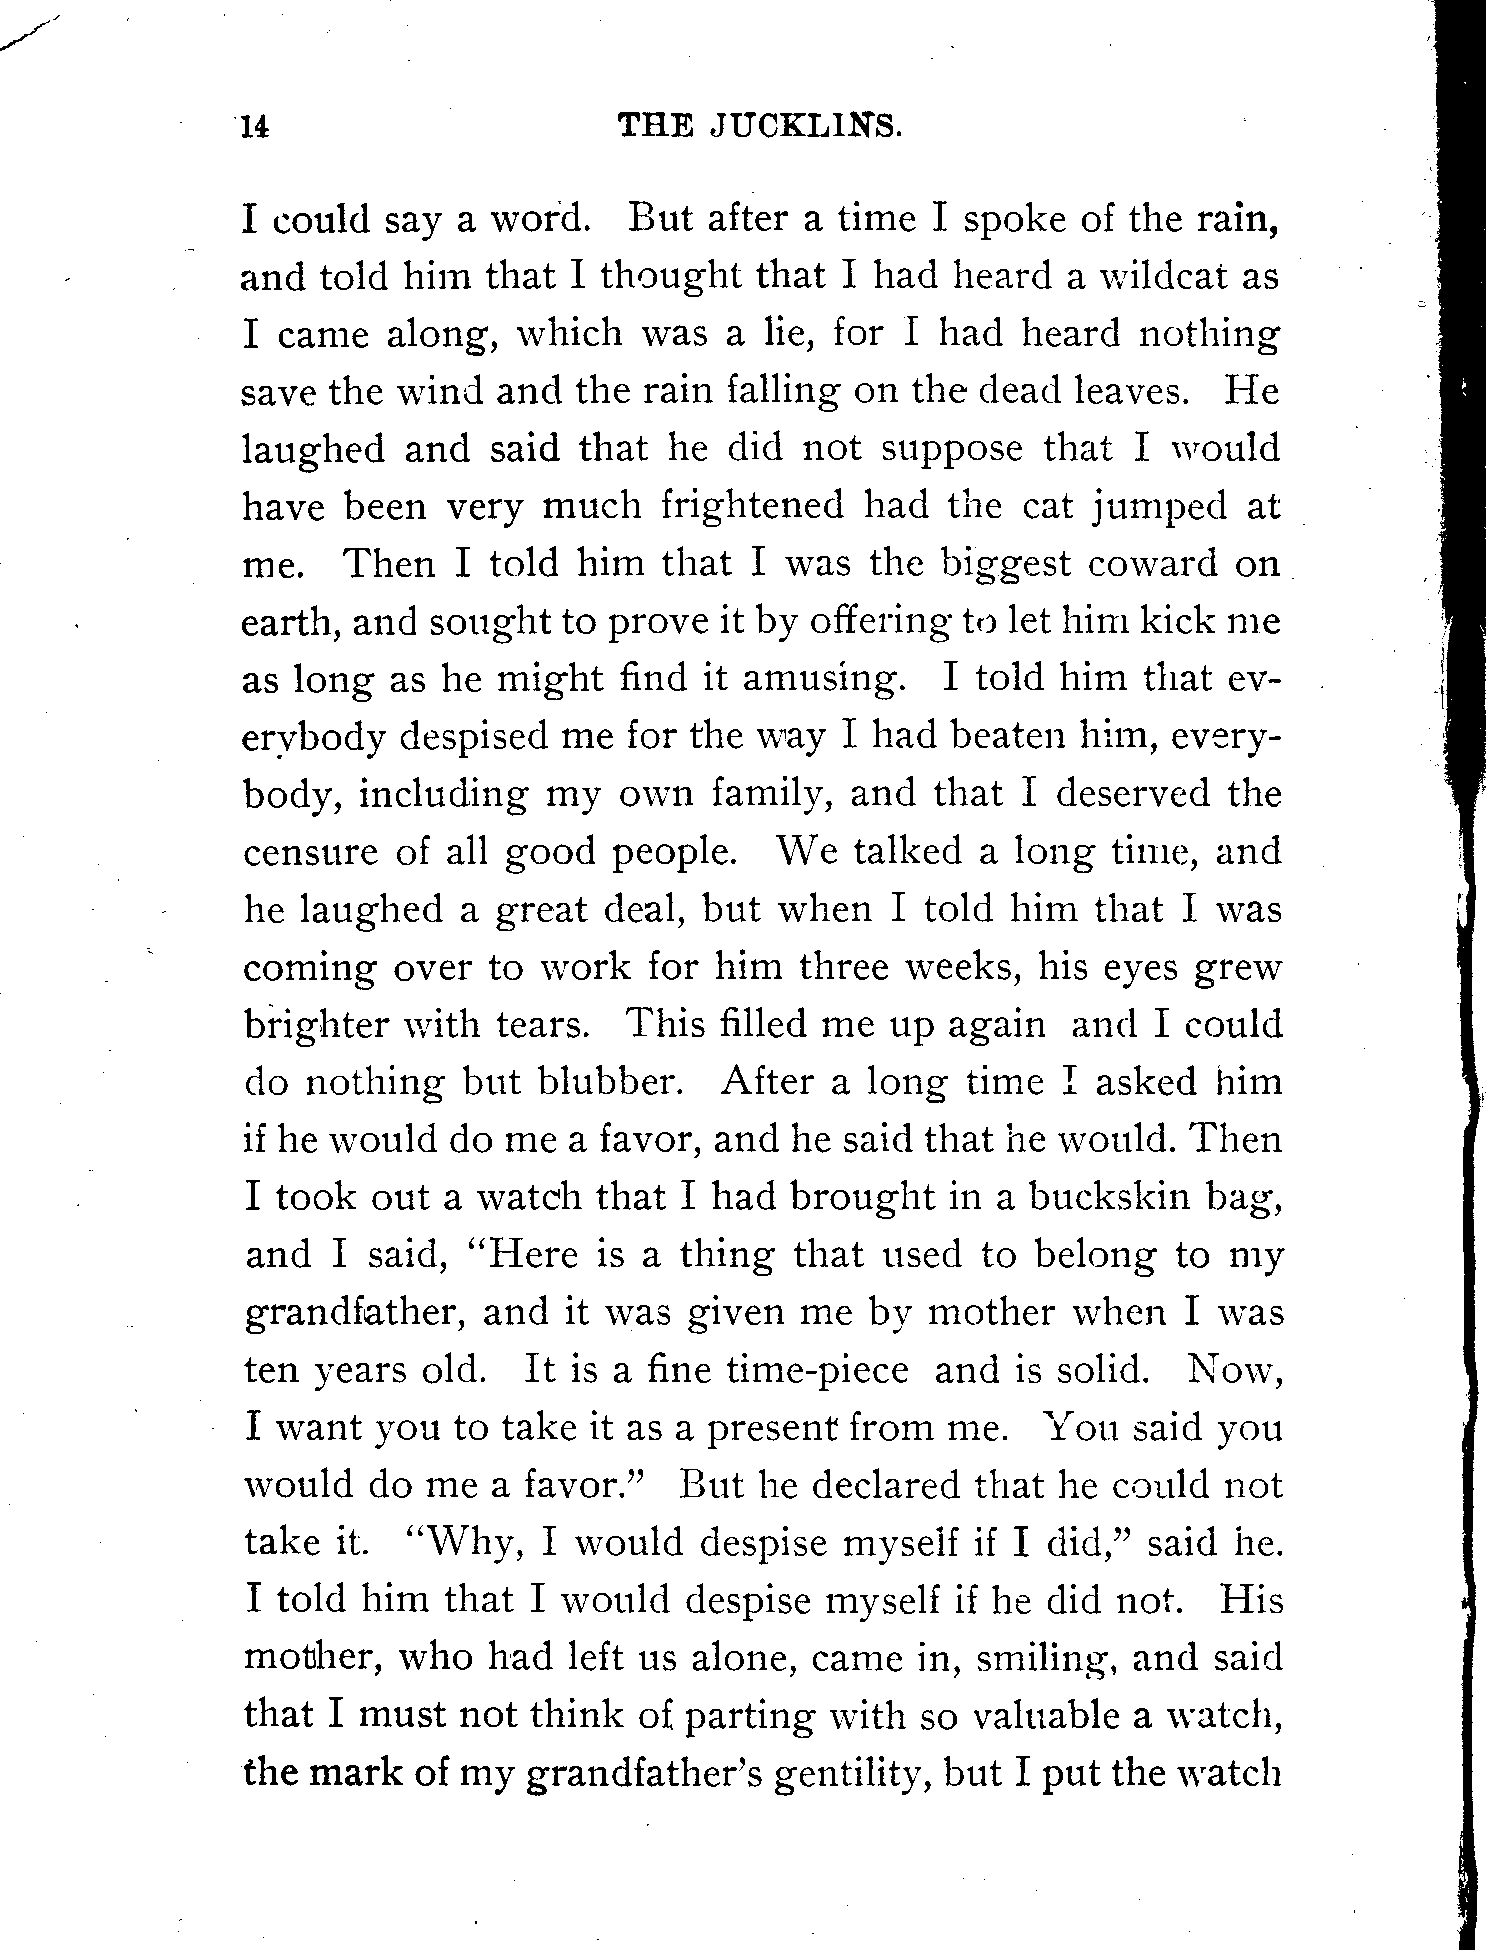 14 THE JUCKLINS.
I could say a word. But after a time I spoke of the rain,
and told him that I thought that I had heard a wildcat as
I came along, which was a lie, for I had heard nothing
save the wind and the rain falling on the dead leaves. He
laughed and said that he did not suppose that I would
have been very much frightened had the cat jumped at
me. Then I told him that I was the biggest coward on
earth, and sought to prove it by offering to let him kick me
as long as he might find it amusing. I told him that ev-
erybody despised me for the way I had beaten him, every-
body, including my own family, and that I deserved the
censure of all good people. We talked a long time, and
he laughed a great deal, but when I told him that I was
coming over to work for him three weeks, his eyes grew
brighter with tears. This filled me up again and I could
do nothing but blubber. After a long time I asked him
if he would do me a favor, and he said that he would. Then
I took out a watch that I had brought in a buckskin bag,
and I said, “Here is a thing that used to belong to my
grandfather, and it was given me by mother when I was
ten years old. It is a fine time-piece and is solid. Now,
I want you to take it as a present from me. You said you
would do me a favor.” But he declared that he could not
take it. “Why, I would despise myself if I did,” said he.
I told him that I would despise myself if he did not. His
mother, who had left us alone, came in, smiling, and said
that I must not think of parting with so valuable a watch,
the mark of my grandfather’s gentility, but I put the watch